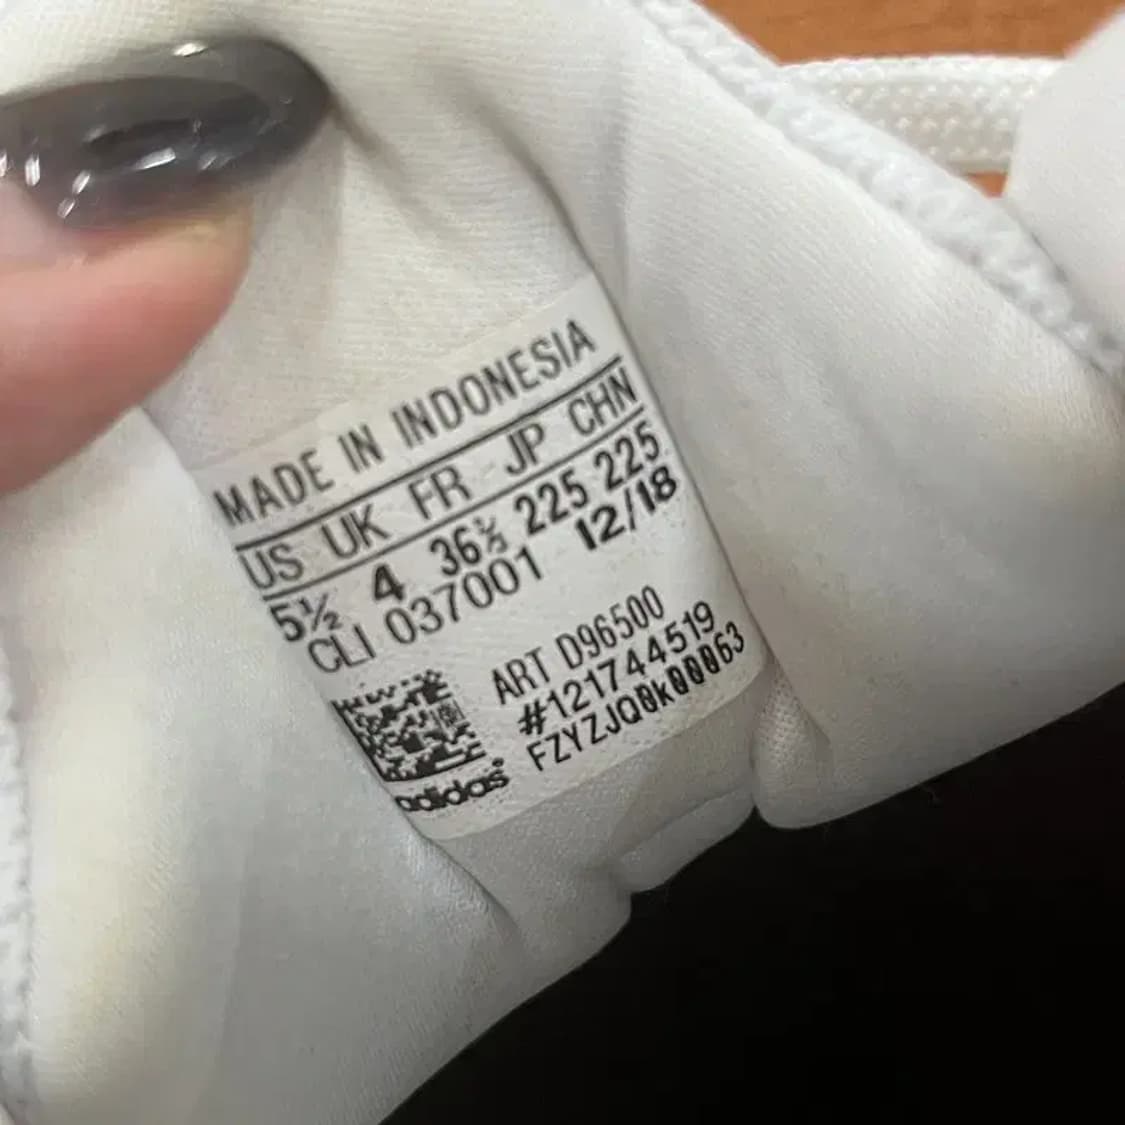 MADE IN INDONESIA
US UK FR JP CHN
5½ 4 36⅔ 225 225
CLI 037001 12/18
ART D96500
#121744519
FZYZJQ0k00063
adidas